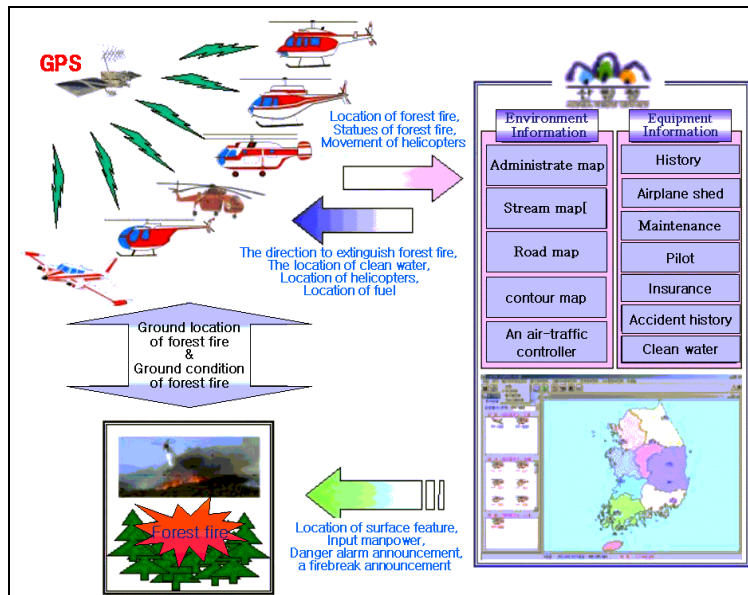 GPS
Location of forest fire,
Statues of forest fire,
Movement of helicopters
The direction to extinguish forest fire,
The location of clean water,
Location of helicopters,
Location of fuel
Ground location
of forest fire
&
Ground condition
of forest fire
Forest fire
Location of surface feature,
Input manpower,
Danger alarm announcement,
a firebreak announcement
Environment
Information
Administrate map
Stream map[
Road map
contour map
An air-traffic
controller
Equipment
Information
History
Airplane shed
Maintenance
Pilot
Insurance
Accident history
Clean water